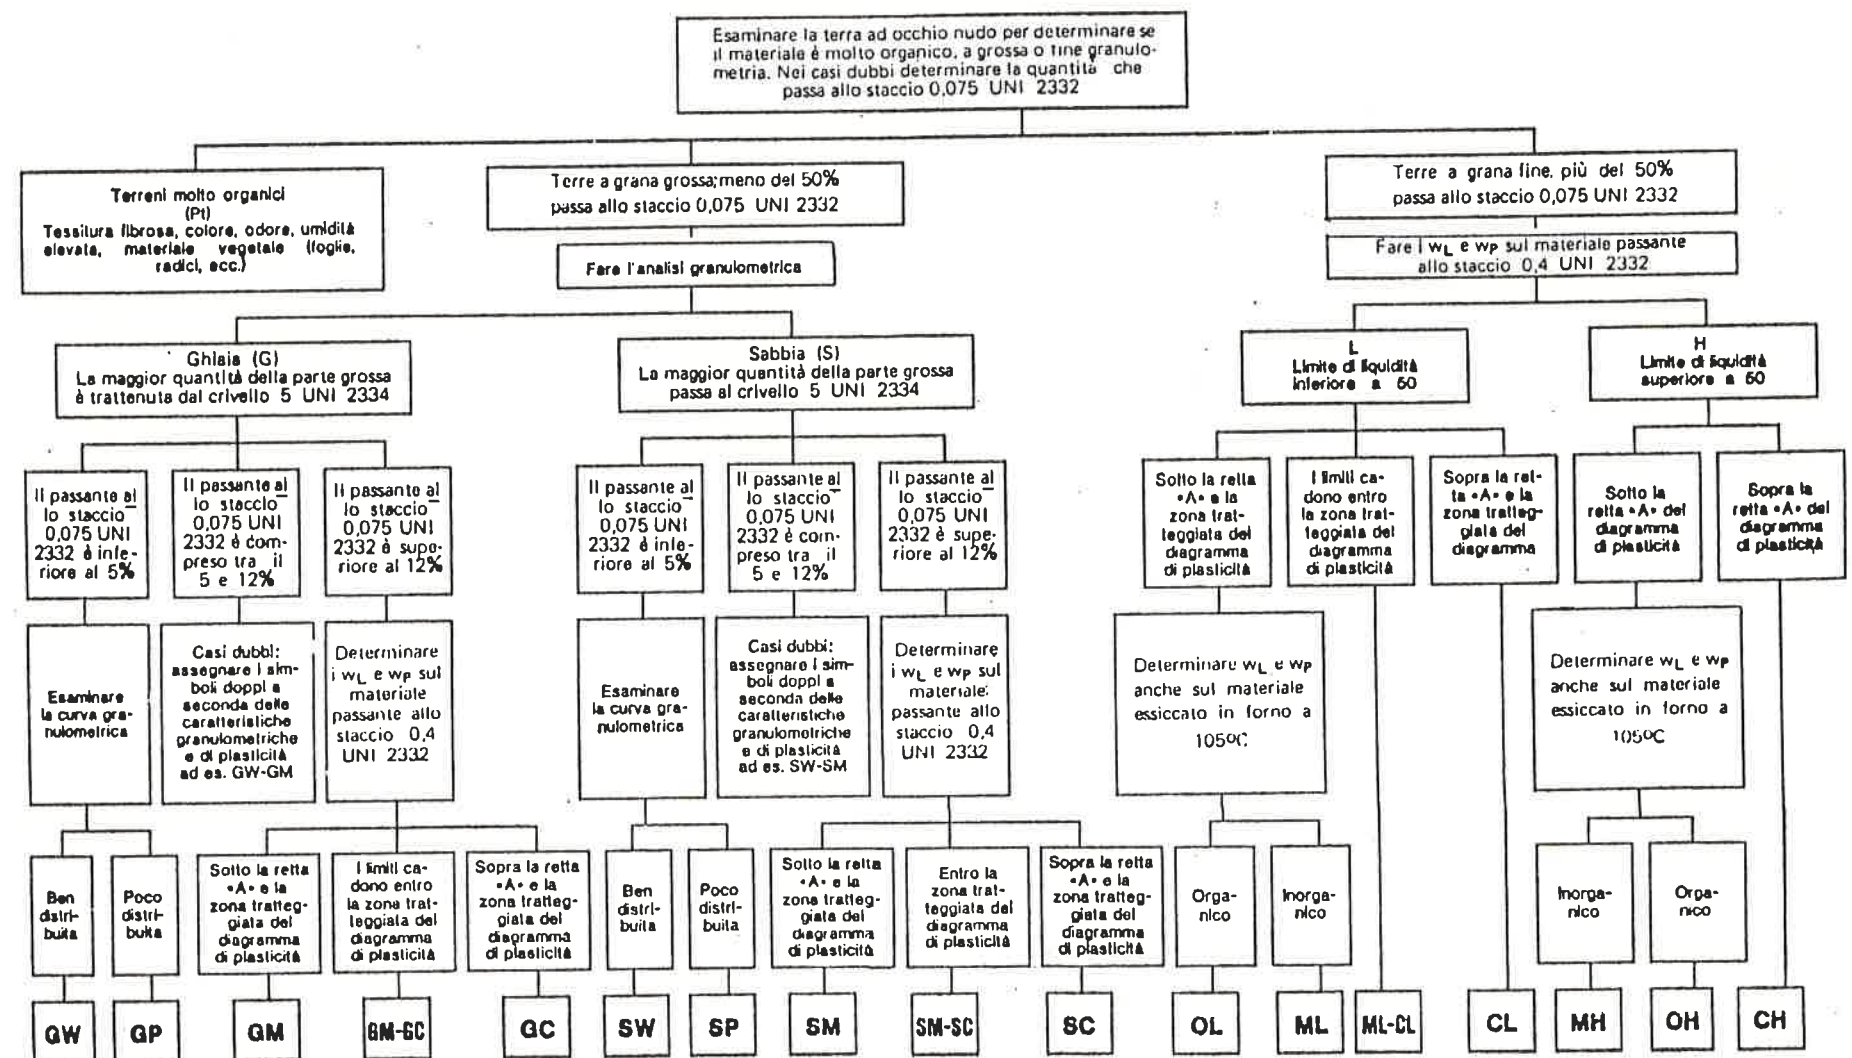 Esaminare la terra ad occhio nudo per determinare se
il materiale è molto organico, a grossa o fine granulo-
metria. Nei casi dubbi determinare la quantità che
passa allo staccio 0,075 UNI 2332
Terreni molto organici
(Pt)
Tessitura fibrosa, colore, odore, umidità
elevata, materiale vegetale (foglie,
radici, ecc.)
Terre a grana grossa; meno del 50%
passa allo staccio 0,075 UNI 2332
Fare l'analisi granulometrica
Terre a grana fine, più del 50%
passa allo staccio 0,075 UNI 2332
Fare i wL e wP sul materiale passante
allo staccio 0,4 UNI 2332
Ghiaia (G)
La maggior quantità della parte grossa
è trattenuta dal crivello 5 UNI 2334
Sabbia (S)
La maggior quantità della parte grossa
passa al crivello 5 UNI 2334
L
Limite di liquidità
inferiore a 50
H
Limite di liquidità
superiore a 50
Il passante al
lo staccio
0,075 UNI
2332 è infe-
riore al 5%
Il passante al
lo staccio
0,075 UNI
2332 è com-
preso tra il
5 e 12%
Il passante al
lo staccio
0,075 UNI
2332 è supe-
riore al 12%
Il passante al
lo staccio
0,075 UNI
2332 è infe-
riore al 5%
Il passante al
lo staccio
0,075 UNI
2332 è com-
preso tra il
5 e 12%
Il passante al
lo staccio
0,075 UNI
2332 è supe-
riore al 12%
Sotto la retta
«A» e la
zona trat-
teggiata del
diagramma
di plasticità
I limiti ca-
dono entro
la zona trat-
teggiata del
diagramma
di plasticità
Sopra la ret-
ta «A» e la
zona tratteg-
giata del
diagramma
Sotto la
retta «A» del
diagramma
di plasticità
Sopra la
retta «A» del
diagramma
di plasticità
Esaminare
la curva gra-
nulometrica
Casi dubbi:
assegnare i sim-
boli doppi a
seconda delle
caratteristiche
granulometriche
e di plasticità
ad es. GW-GM
Determinare
i wL e wP sul
materiale
passante allo
staccio 0,4
UNI 2332
Esaminare
la curva gra-
nulometrica
Casi dubbi:
assegnare i sim-
boli doppi a
seconda delle
caratteristiche
granulometriche
e di plasticità
ad es. SW-SM
Determinare
i wL e wP sul
materiale
passante allo
staccio 0,4
UNI 2332
Determinare wL e wP
anche sul materiale
essiccato in forno a
105ºC
Determinare wL e wP
anche sul materiale
essiccato in forno a
105ºC
Ben
distri-
buita
Poco
distri-
buita
Sotto la retta
«A» e la
zona tratteg-
giata del
diagramma
di plasticità
I limiti ca-
dono entro
la zona trat-
teggiata del
diagramma
di plasticità
Sopra la retta
«A» e la
zona tratteg-
giata del
diagramma
di plasticità
Ben
distri-
buita
Poco
distri-
buita
Sotto la retta
«A» e la
zona tratteg-
giata del
diagramma
di plasticità
Entro la
zona trat-
teggiata del
diagramma
di plasticità
Sopra la retta
«A» e la
zona tratteg-
giata del
diagramma
di plasticità
Orga-
nico
Inorga-
nico
Inorga-
nico
Orga-
nico
GW
GP
GM
GM-GC
GC
SW
SP
SM
SM-SC
SC
OL
ML
ML-CL
CL
MH
OH
CH